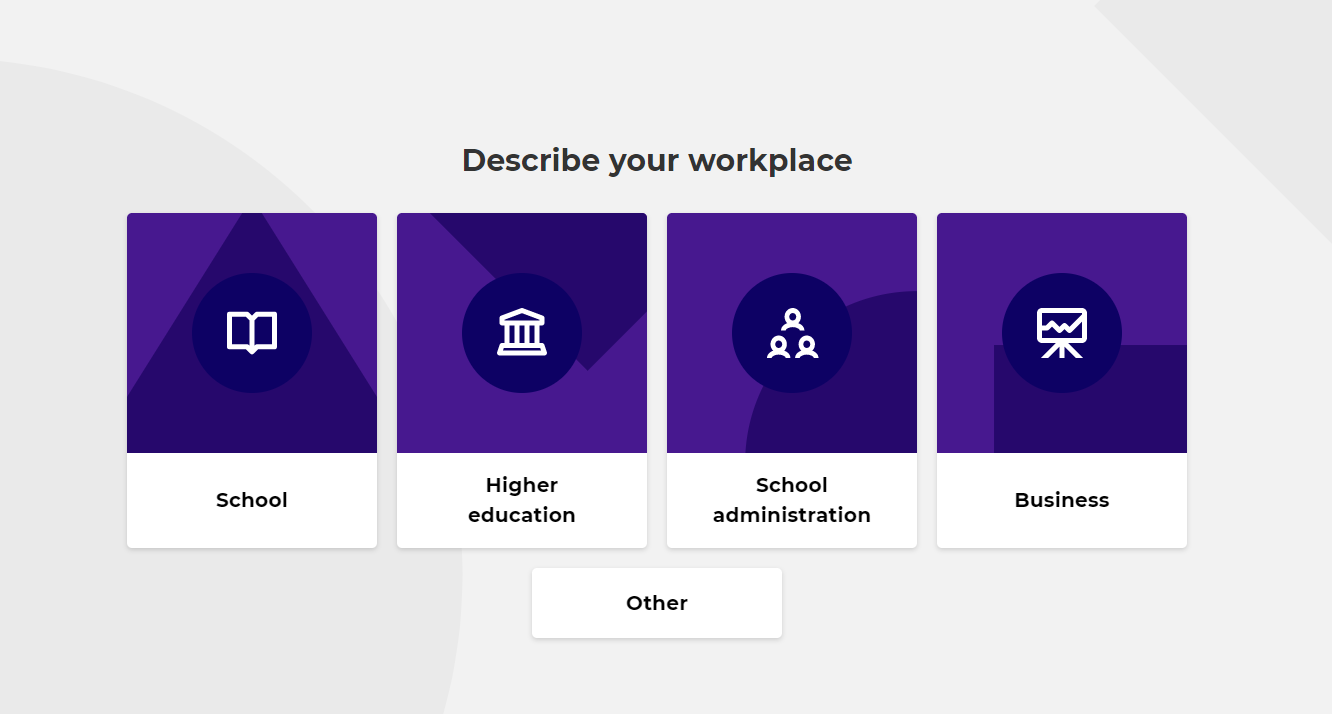 Describe your workplace
School
Higher
education
School
administration
Business
Other